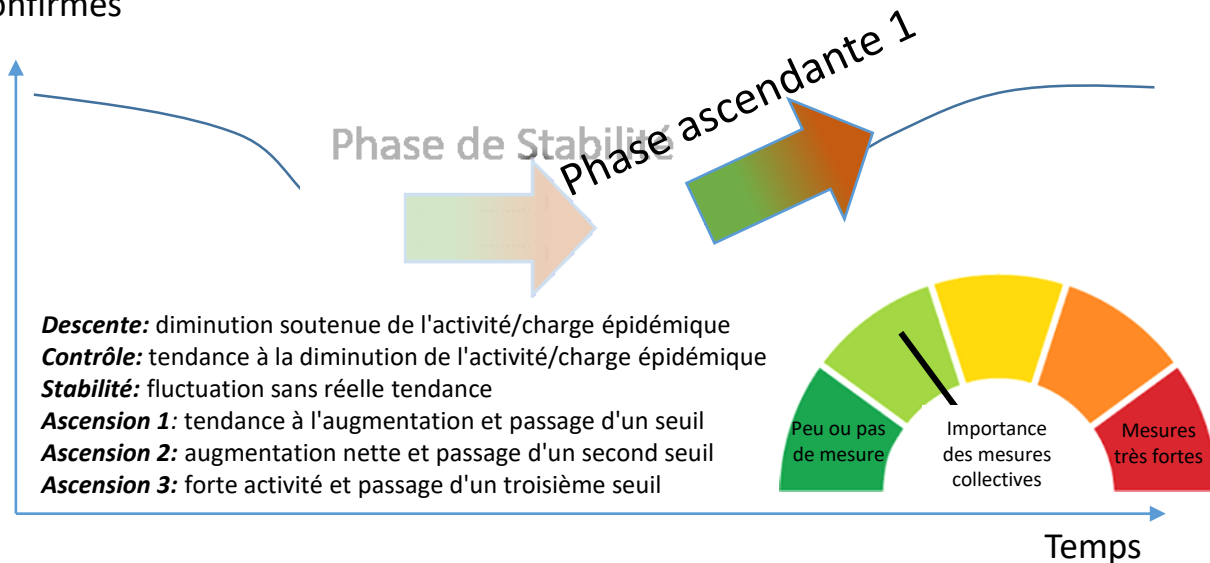 onfirmés
Phase ascendante 1
Phase de Stabilité
Descente: diminution soutenue de l'activité/charge épidémique
Contrôle: tendance à la diminution de l'activité/charge épidémique
Stabilité: fluctuation sans réelle tendance
Ascension 1: tendance à l'augmentation et passage d'un seuil
Ascension 2: augmentation nette et passage d'un second seuil
Ascension 3: forte activité et passage d'un troisième seuil
Peu ou pas
de mesure
Importance
des mesures
collectives
Mesures
très fortes
Temps